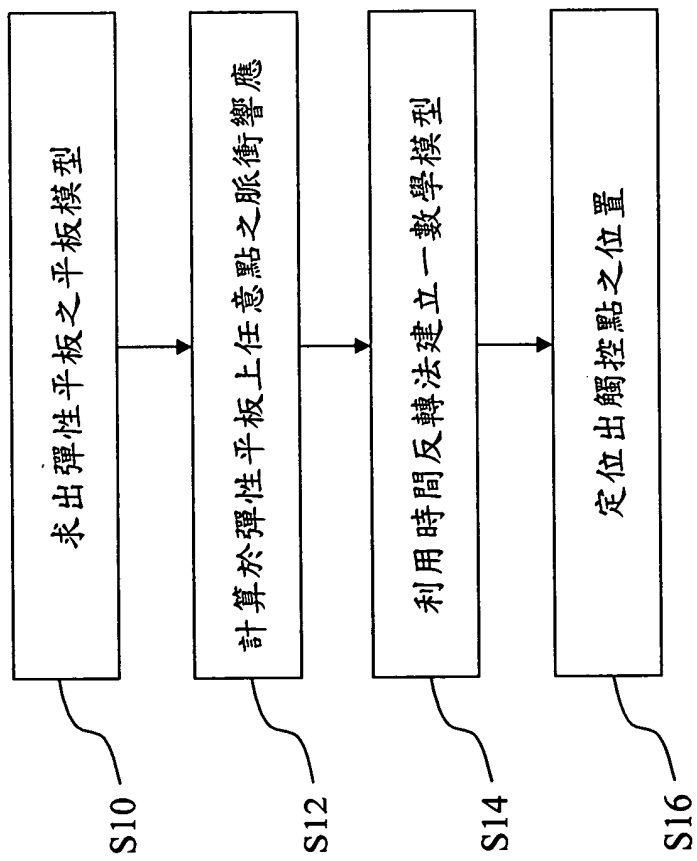 S10
求出彈性平板之平板模型
S12
計算於彈性平板上任意點之脈衝響應
S14
利用時間反轉法建立一數學模型
S16
定位出觸控點之位置